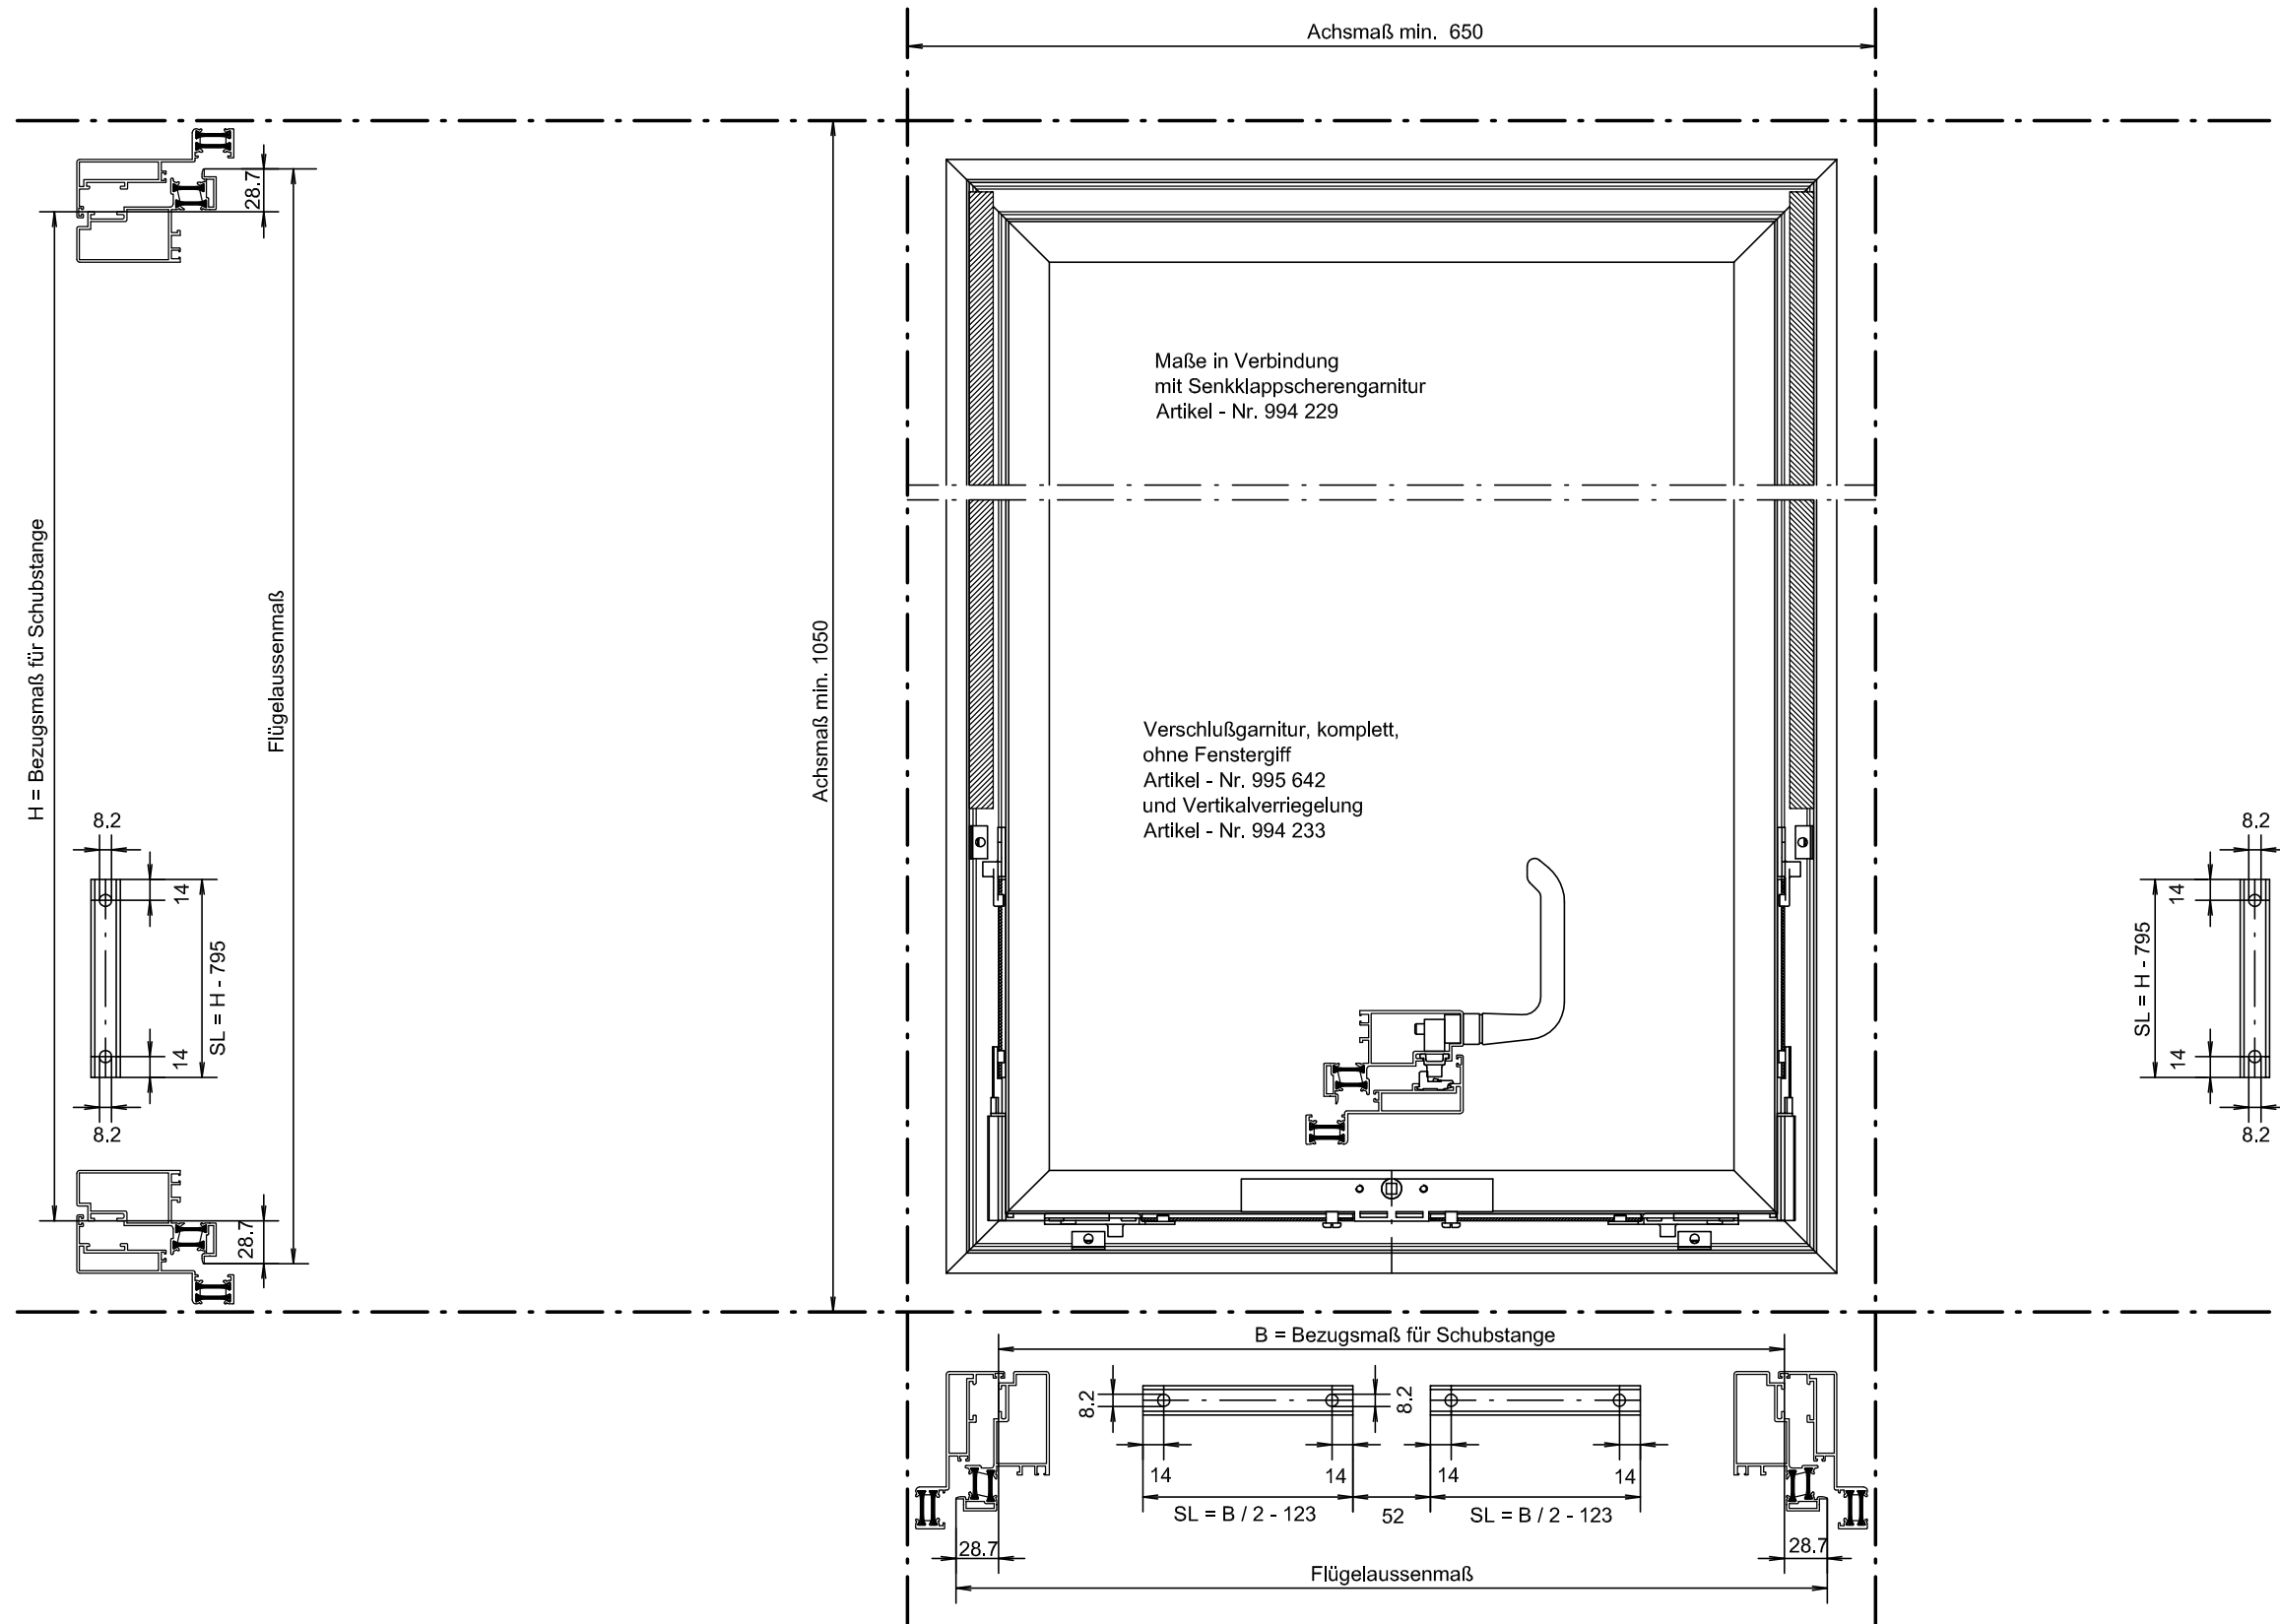 Achsmaß min. 650
28.7
H = Bezugsmaß für Schubstange
Flügelaussenmaß
Achsmaß min. 1050
Maße in Verbindung
mit Senkklappscherengarnitur
Artikel - Nr. 994 229
Verschlußgarnitur, komplett,
ohne Fenstergiff
Artikel - Nr. 995 642
und Vertikalverriegelung
Artikel - Nr. 994 233
8.2
14
SL = H - 795
14
8.2
8.2
14
SL = H - 795
14
8.2
28.7
B = Bezugsmaß für Schubstange
8.2
8.2
14
14
14
14
SL = B / 2 - 123
52
SL = B / 2 - 123
28.7
28.7
Flügelaussenmaß